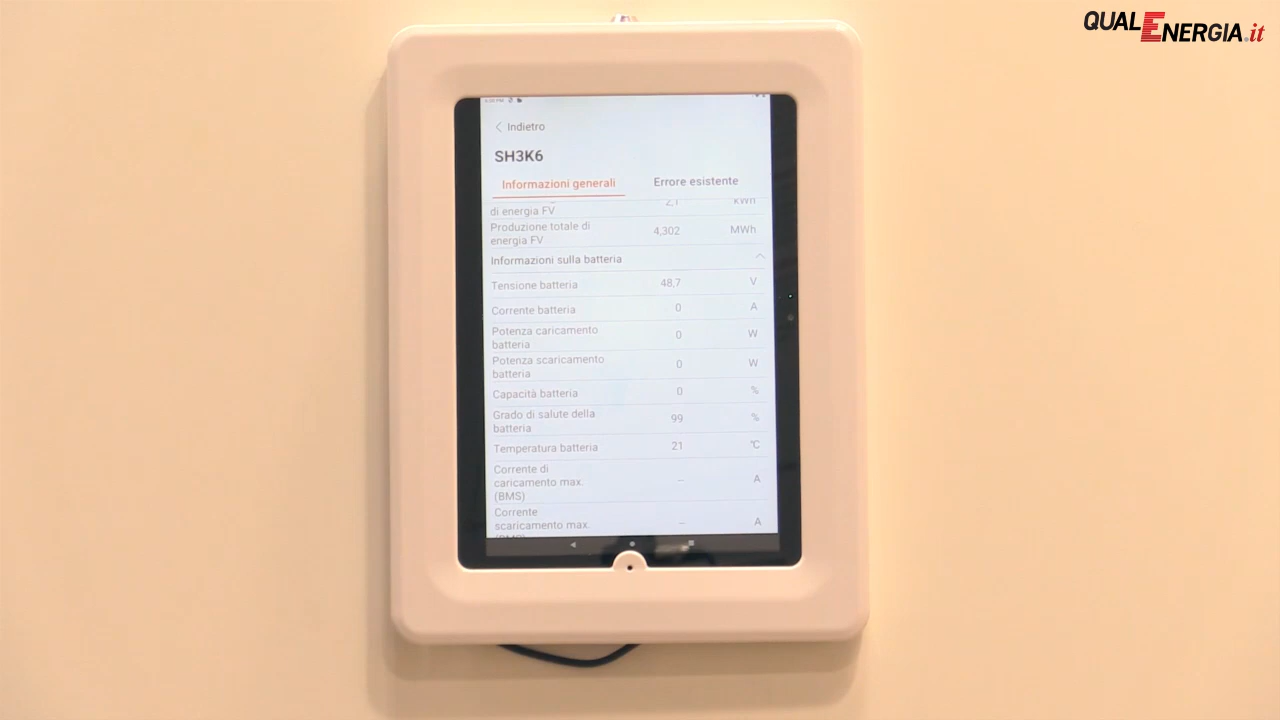 QUALENERGIA.it
Indietro
SH3K6
Informazioni generali Errore esistente
di energia FV 2,1 kWh
Produzione totale di
energia FV 4,302 MWh
Informazioni sulla batteria
Tensione batteria 48,7 V
Corrente batteria 0 A
Potenza caricamento
batteria 0 W
Potenza scaricamento
batteria 0 W
Capacità batteria 0 %
Grado di salute della
batteria 99 %
Temperatura batteria 21 ℃
Corrente di
caricamento max. -- A
(BMS)
Corrente
scaricamento max. -- A